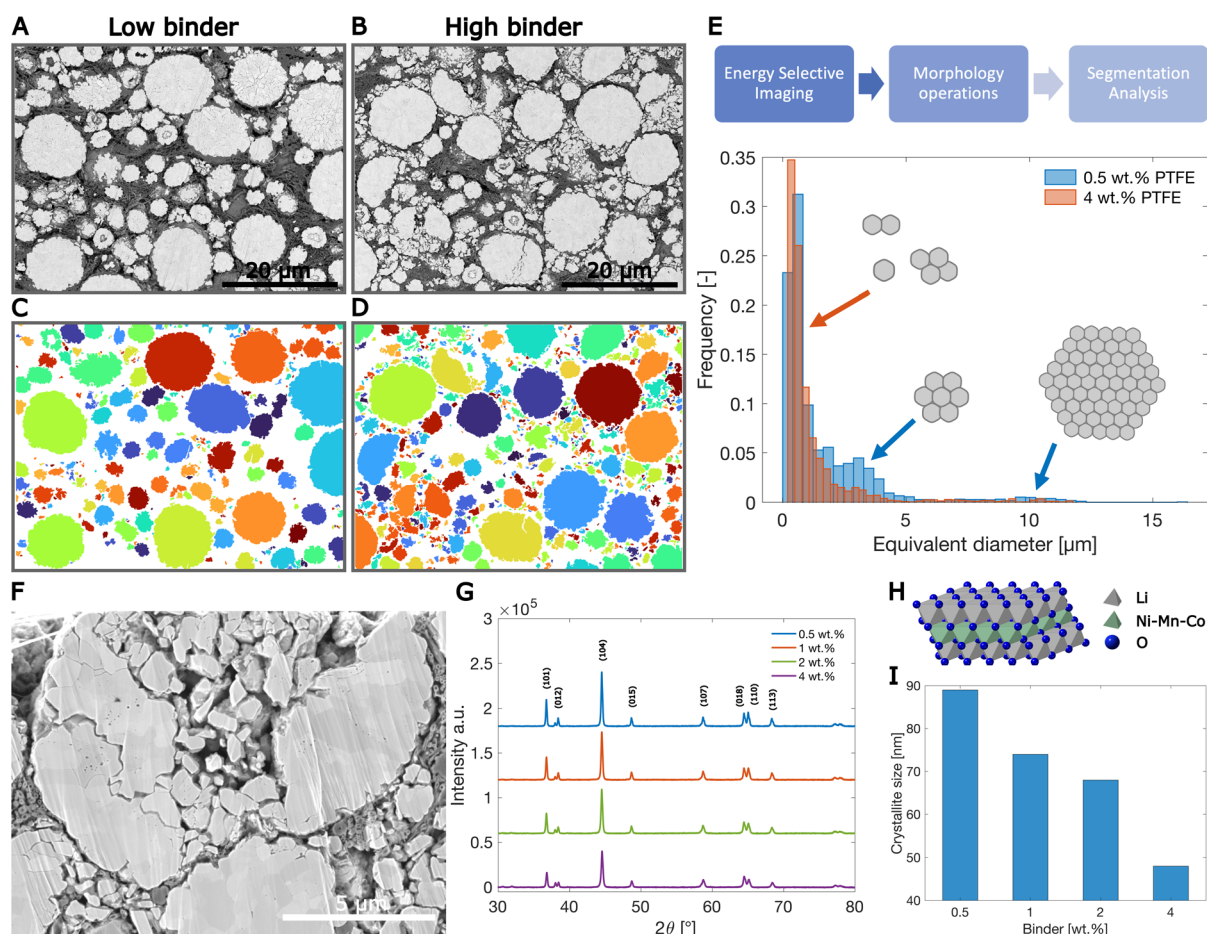 A
Low binder
B
High binder
20 µm
20 µm
C
D
E
Energy Selective
Imaging
Morphology
operations
Segmentation
Analysis
0.35
0.3
0.25
0.2
0.15
0.1
0.05
0
Frequency [-]
0.5 wt.% PTFE
4 wt.% PTFE
0
5
10
15
Equivalent diameter [µm]
F
5 µm
G
×10⁵
3
2.5
2
1.5
1
0.5
0
Intensity a.u.
0.5 wt.%
1 wt.%
2 wt.%
4 wt.%
(101)
(012)
(104)
(015)
(107)
(018)
(110)
(113)
30
40
50
60
70
80
2θ [°]
H
Li
Ni-Mn-Co
O
I
90
80
70
60
50
40
Crystallite size [nm]
0.5
1
2
4
Binder [wt.%]